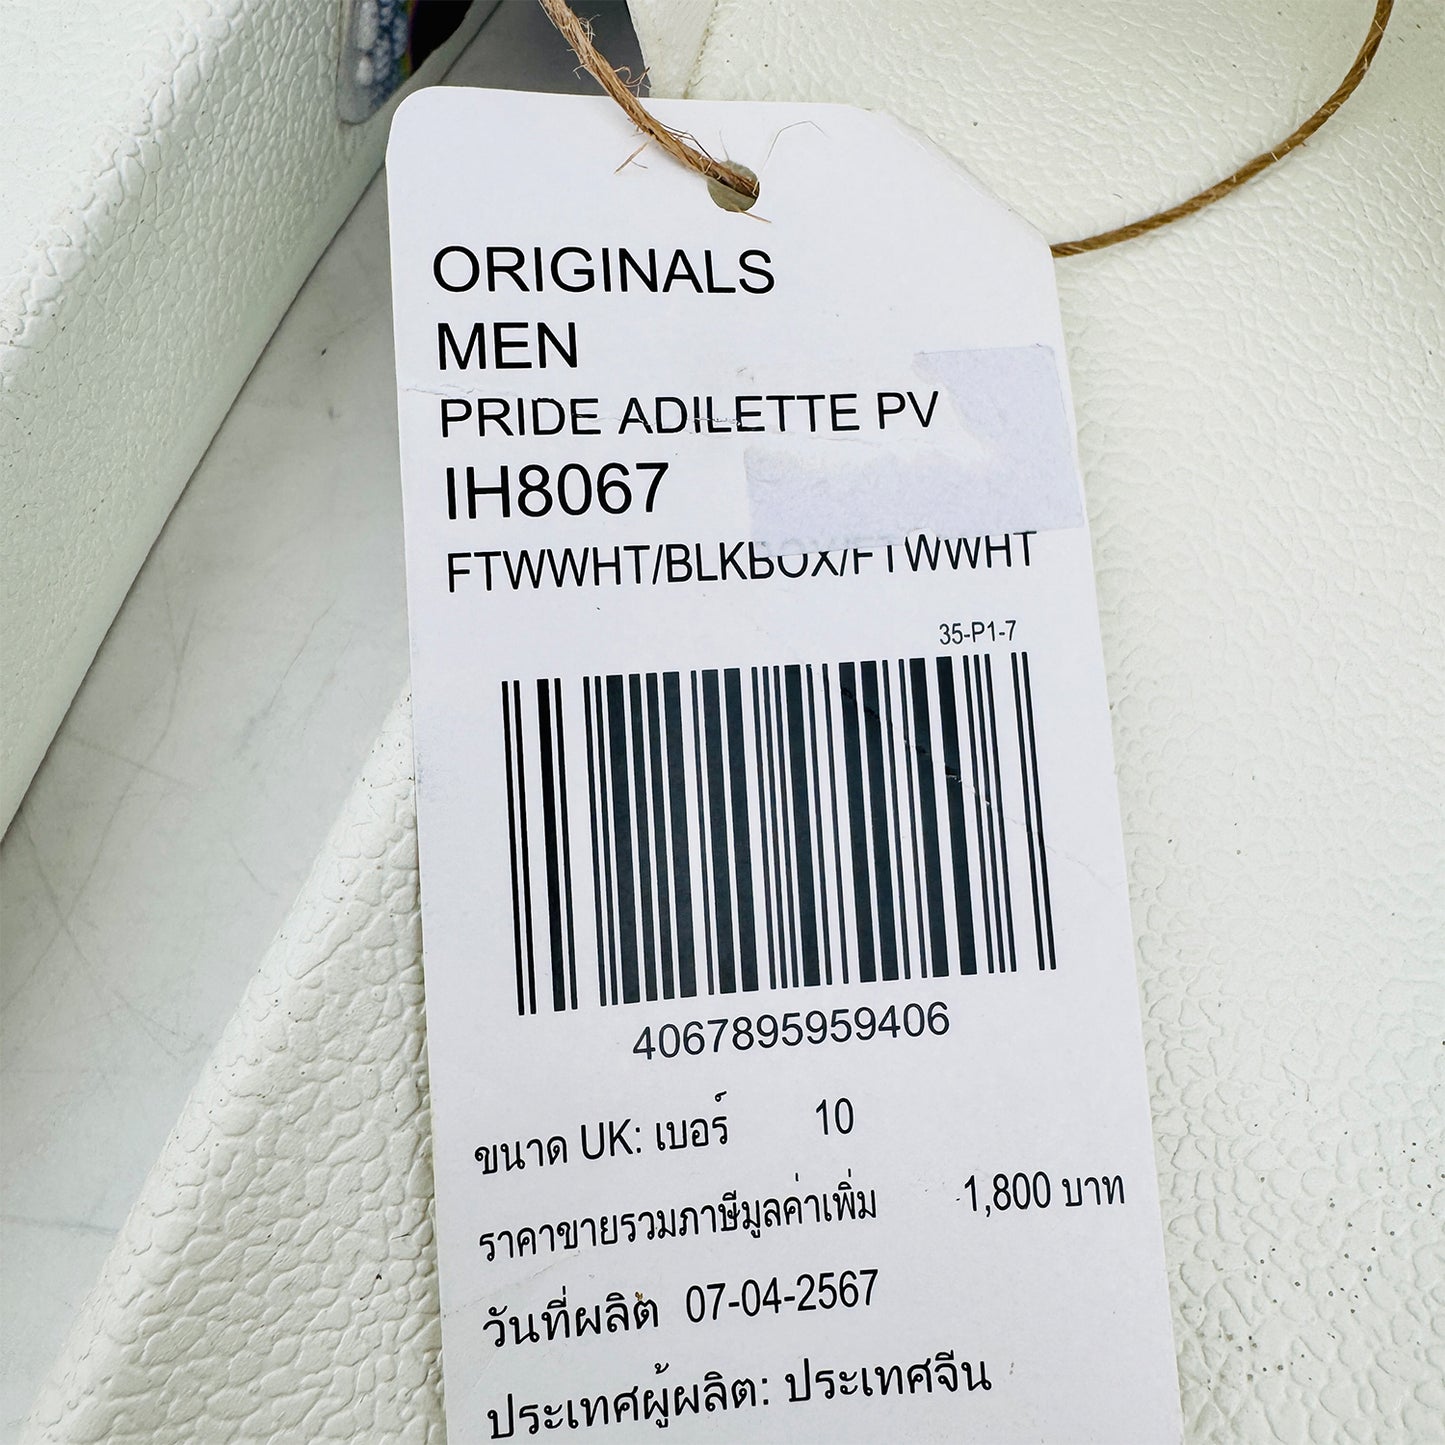 ORIGINALS
MEN
PRIDE ADILETTE PV
IH8067
FTWWHT/BLKBOX/FTWWHT
35-P1-7
4067895959406
ขนาด UK: เบอร์ 10
ราคาขายรวมภาษีมูลค่าเพิ่ม 1,800 บาท
วันที่ผลิต 07-04-2567
ประเทศผู้ผลิต: ประเทศจีน